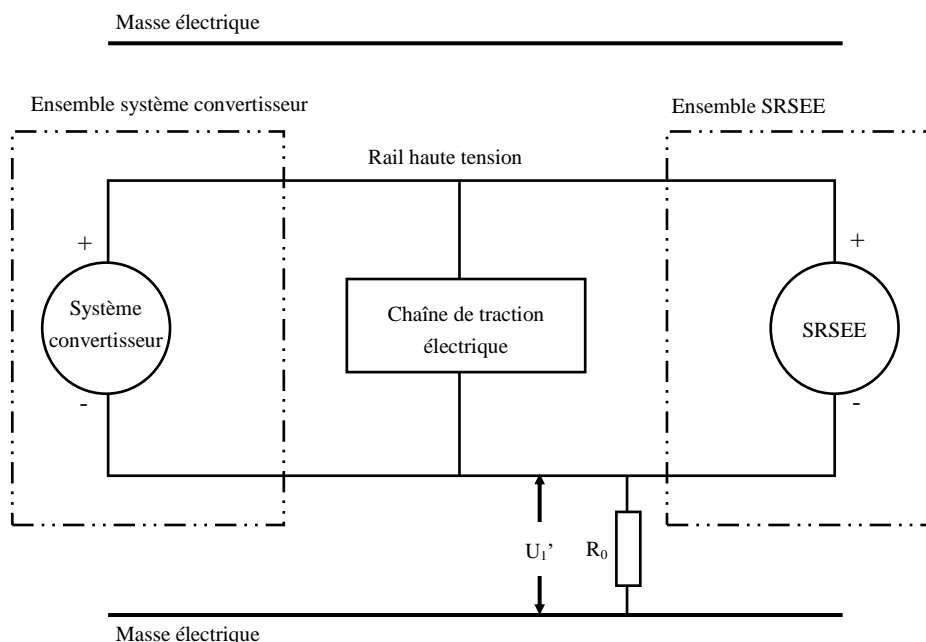 Masse électrique
Ensemble système convertisseur
Ensemble SRSEE
Rail haute tension
+
+
Système
convertisseur
Chaîne de traction
électrique
SRSEE
-
-
U₁’
R₀
Masse électrique